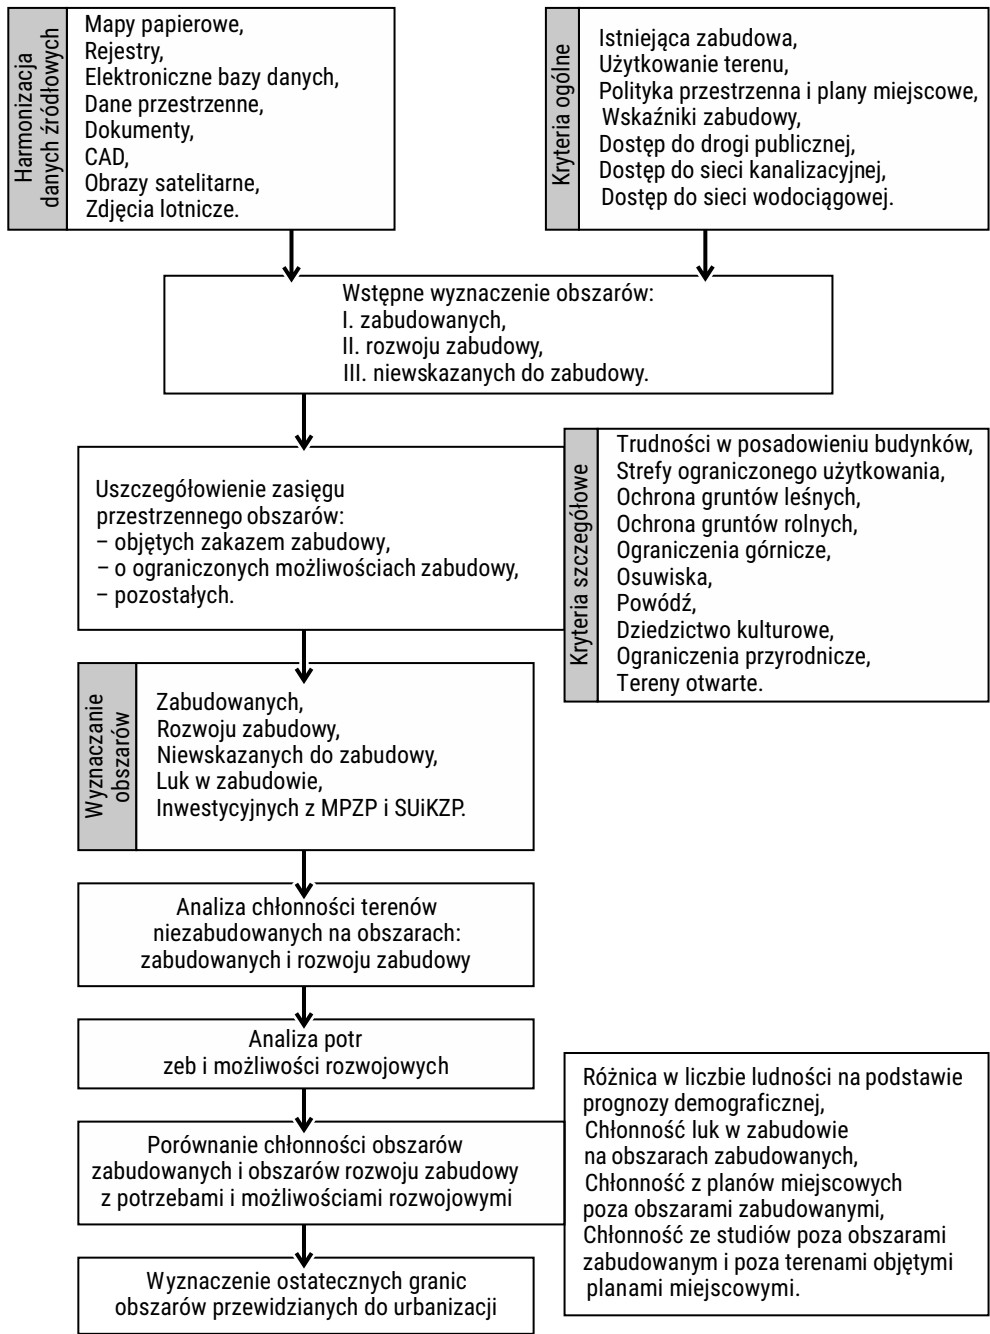 Harmonizacja
danych źródłowych
Mapy papierowe,
Rejestry,
Elektroniczne bazy danych,
Dane przestrzenne,
Dokumenty,
CAD,
Obrazy satelitarne,
Zdjęcia lotnicze.
Kryteria ogólne
Istniejąca zabudowa,
Użytkowanie terenu,
Polityka przestrzenna i plany miejscowe,
Wskaźniki zabudowy,
Dostęp do drogi publicznej,
Dostęp do sieci kanalizacyjnej,
Dostęp do sieci wodociągowej.
Wstępne wyznaczenie obszarów:
I. zabudowanych,
II. rozwoju zabudowy,
III. niewskazanych do zabudowy.
Uszczegółowienie zasięgu
przestrzennego obszarów:
– objętych zakazem zabudowy,
– o ograniczonych możliwościach zabudowy,
– pozostałych.
Kryteria szczegółowe
Trudności w posadowieniu budynków,
Strefy ograniczonego użytkowania,
Ochrona gruntów leśnych,
Ochrona gruntów rolnych,
Ograniczenia górnicze,
Osuwiska,
Powódź,
Dziedzictwo kulturowe,
Ograniczenia przyrodnicze,
Tereny otwarte.
Wyznaczanie
obszarów
Zabudowanych,
Rozwoju zabudowy,
Niewskazanych do zabudowy,
Luk w zabudowie,
Inwestycyjnych z MPZP i SUiKZP.
Analiza chłonności terenów
niezabudowanych na obszarach:
zabudowanych i rozwoju zabudowy
Analiza potr
zeb i możliwości rozwojowych
Porównanie chłonności obszarów
zabudowanych i obszarów rozwoju zabudowy
z potrzebami i możliwościami rozwojowymi
Różnica w liczbie ludności na podstawie
prognozy demograficznej,
Chłonność luk w zabudowie
na obszarach zabudowanych,
Chłonność z planów miejscowych
poza obszarami zabudowanymi,
Chłonność ze studiów poza obszarami
zabudowanym i poza terenami objętymi
planami miejscowymi.
Wyznaczenie ostatecznych granic
obszarów przewidzianych do urbanizacji